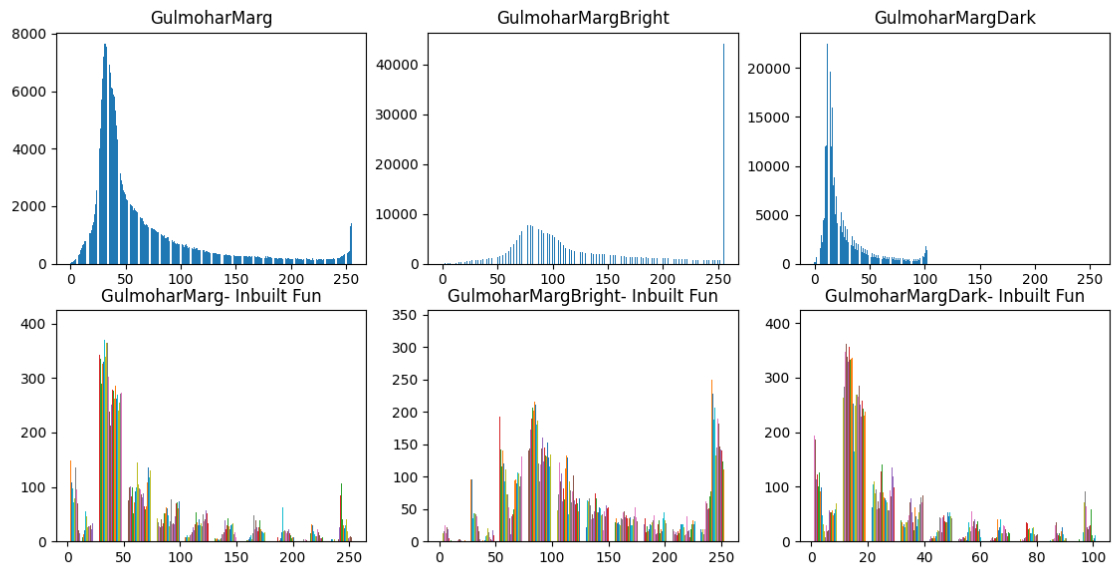 GulmoharMarg
GulmoharMargBright
GulmoharMargDark
8000
6000
4000
2000
0
0 50 100 150 200 250
40000
30000
20000
10000
0
0 50 100 150 200 250
20000
15000
10000
5000
0
0 50 100 150 200 250
GulmoharMarg- Inbuilt Fun
GulmoharMargBright- Inbuilt Fun
GulmoharMargDark- Inbuilt Fun
400
300
200
100
0
0 50 100 150 200 250
350
300
250
200
150
100
50
0
0 50 100 150 200 250
400
300
200
100
0
0 20 40 60 80 100